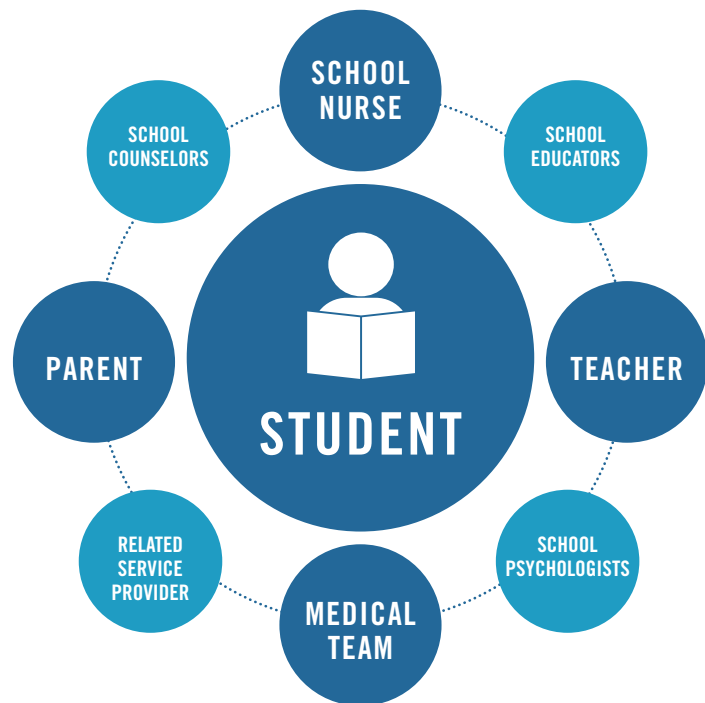 SCHOOL
NURSE
SCHOOL
COUNSELORS
SCHOOL
EDUCATORS
PARENT
STUDENT
TEACHER
RELATED
SERVICE
PROVIDER
SCHOOL
PSYCHOLOGISTS
MEDICAL
TEAM